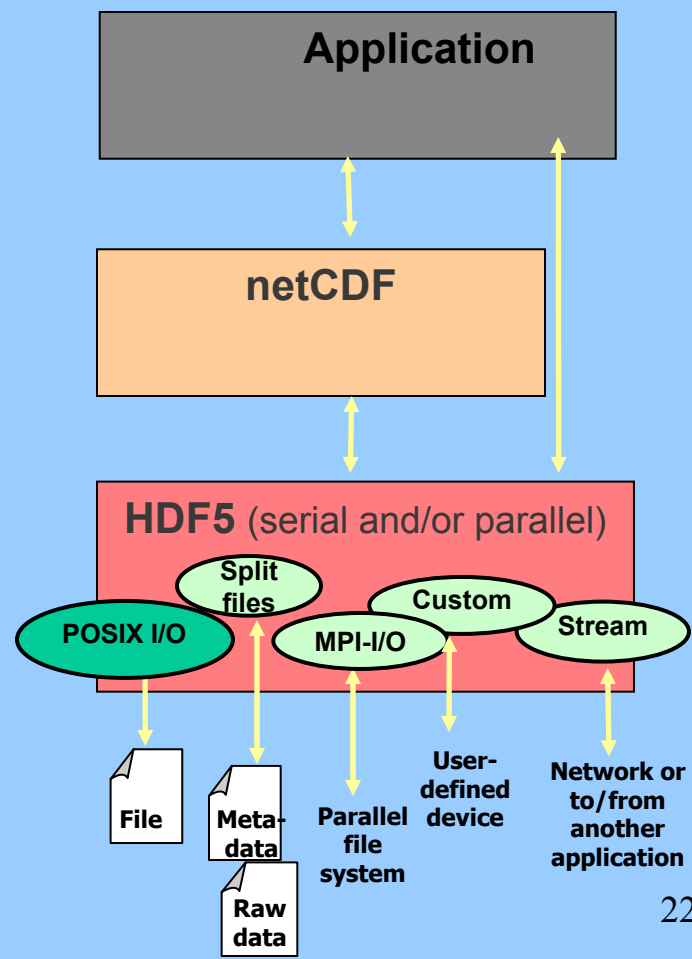 Application
netCDF
HDF5 (serial and/or parallel)
Split
files
Custom
POSIX I/O
MPI-I/O
Stream
File
Meta-
data
Raw
data
Parallel
file
system
User-
defined
device
Network or
to/from
another
application
22